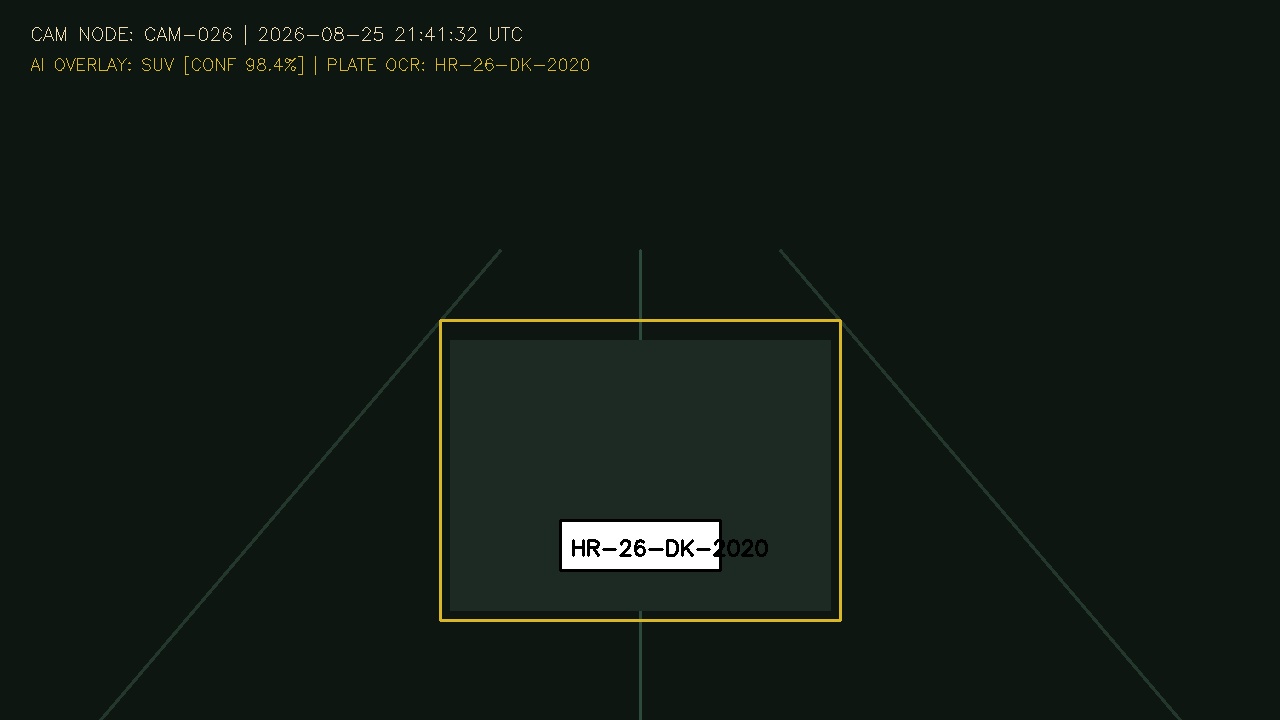 CAM NODE: CAM-026 | 2026-08-25 21:41:32 UTC
AI OVERLAY: SUV [CONF 98.4%] | PLATE OCR: HR-26-DK-2020
HR-26-DK-2020